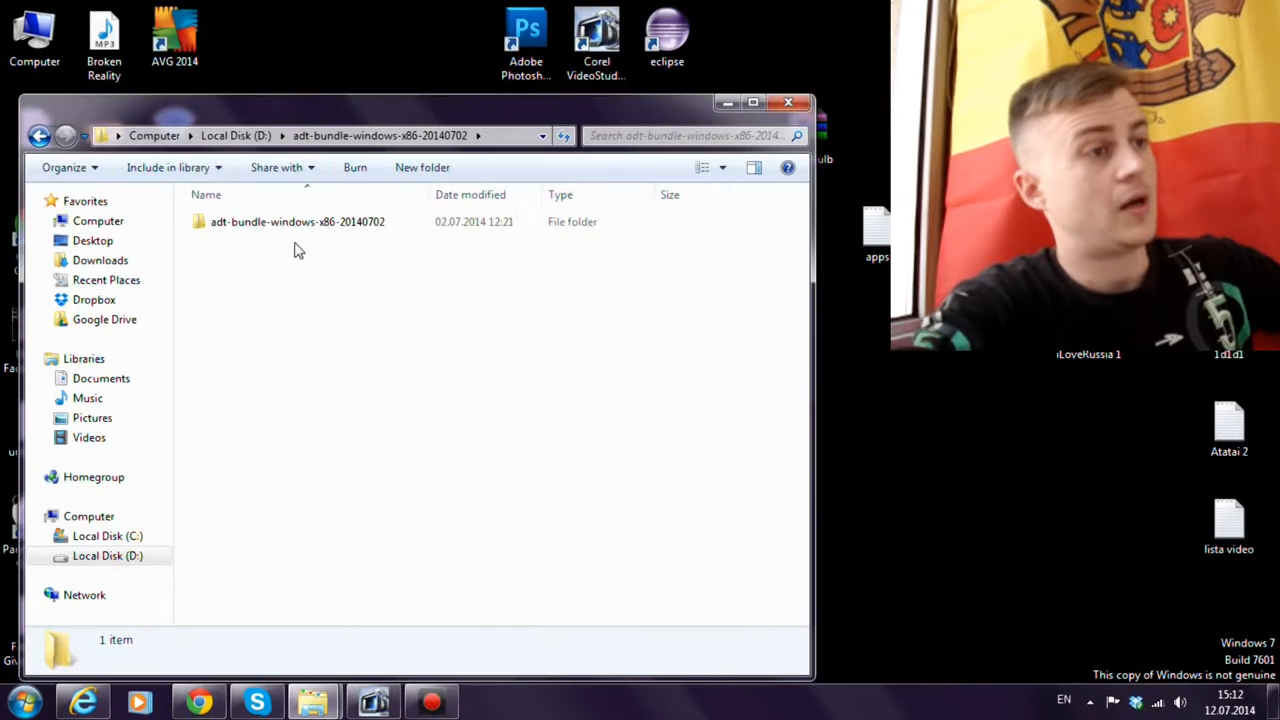 Computer
Broken
Reality
AVG 2014
Adobe
Photosh...
Corel
VideoStud...
eclipse
Computer
Local Disk (D:)
adt-bundle-windows-x86-20140702
Search adt-bundle-windows-x86-2014...
Organize
Include in library
Share with
Burn
New folder
Name
Date modified
Type
Size
adt-bundle-windows-x86-20140702
02.07.2014 12:21
File folder
Favorites
Computer
Desktop
Downloads
Recent Places
Dropbox
Google Drive
Libraries
Documents
Music
Pictures
Videos
Homegroup
Computer
Local Disk (C:)
Local Disk (D:)
Network
1 item
ulb
apps
iLoveRussia 1
1d1d1
Atatai 2
lista video
Windows 7
Build 7601
This copy of Windows is not genuine
EN
15:12
12.07.2014